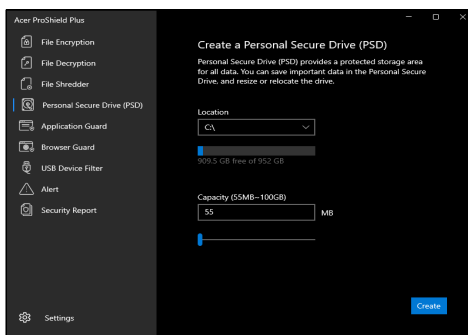 Acer ProShield Plus
File Encryption
File Decryption
File Shredder
Personal Secure Drive (PSD)
Application Guard
Browser Guard
USB Device Filter
Alert
Security Report
Settings
Create a Personal Secure Drive (PSD)
Personal Secure Drive (PSD) provides a protected storage area
for all data. You can save important data in the Personal Secure
Drive, and resize or relocate the drive.
Location
C:\
909.5 GB free of 952 GB
Capacity (55MB~100GB)
55 MB
Create